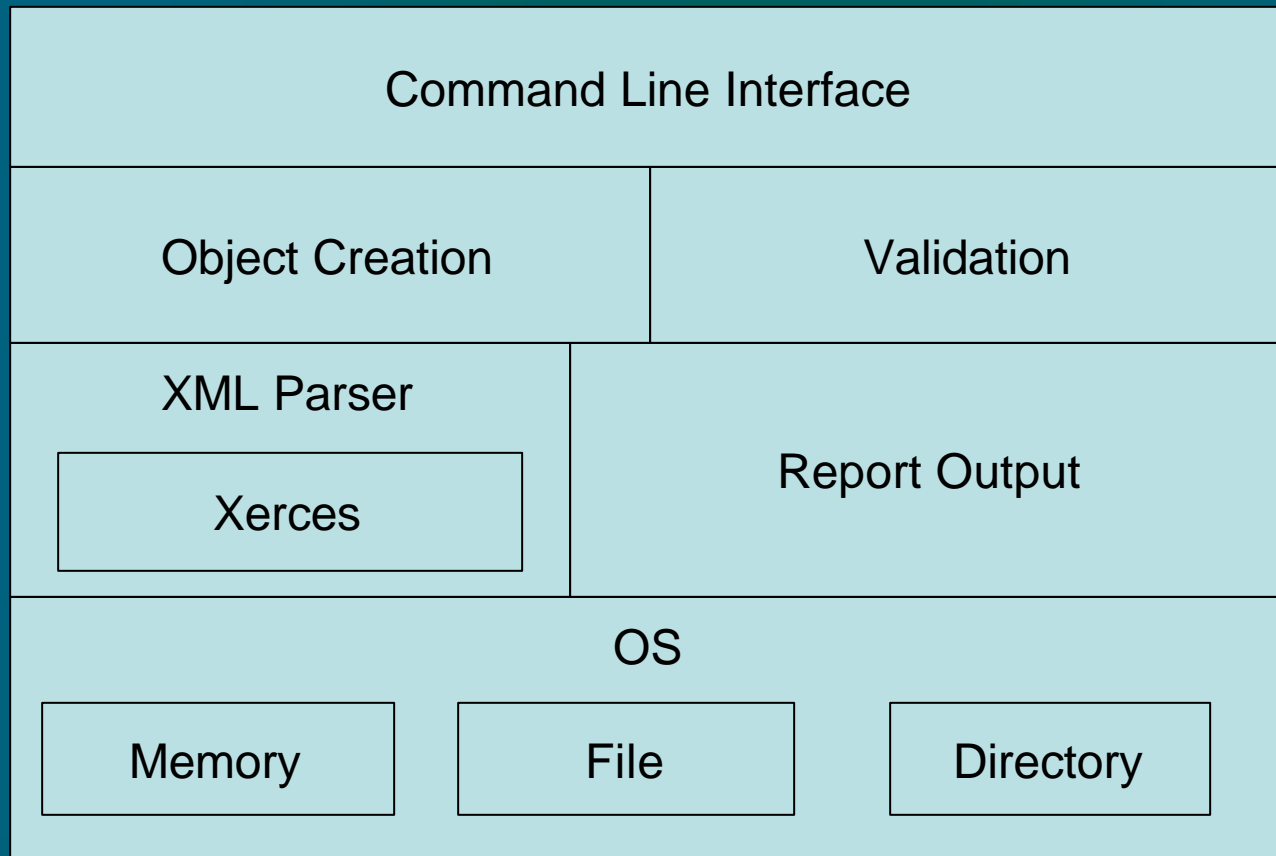 Command Line Interface
Object Creation
Validation
XML Parser
Xerces
Report Output
OS
Memory
File
Directory